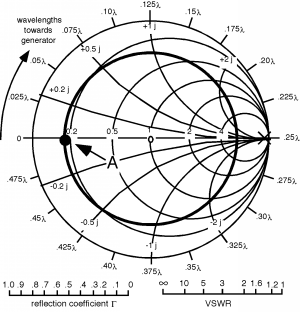 wavelengths
towards
generator
.125λ
.10λ
.15λ
.075λ
.175λ
.05λ
.20λ
.025λ
.225λ
0
.25λ
.475λ
.275λ
.45λ
.30λ
.425λ
.325λ
.40λ
.35λ
.375λ
+1 j
+0.5 j
+2 j
+0.2 j
0.2
0.5
1
2
4
A
-0.2 j
-0.5 j
-2 j
-1 j
1.0 .9 .8 .7 .6 .5 .4 .3 .2 .1 0
reflection coefficient Γ
∞ 10 5 3 2 1.6 1.2 1
VSWR